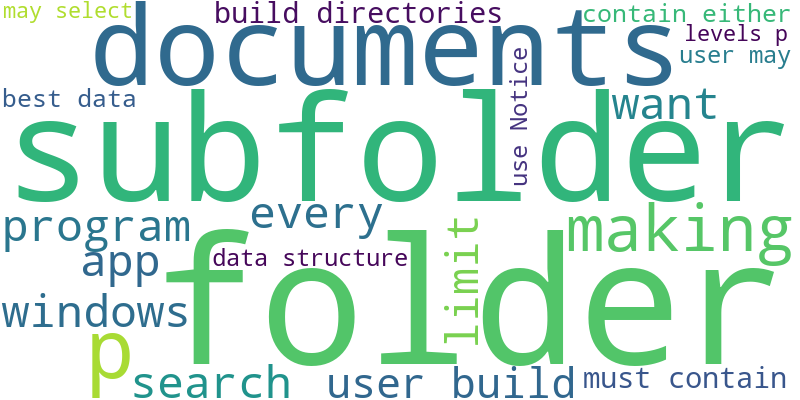 may select
build directories
contain either
documents
levels p
user may
best data
subfolder
use Notice
want
program
every
making
app
data structure
limit
folder
windows
p
search
user build
must contain